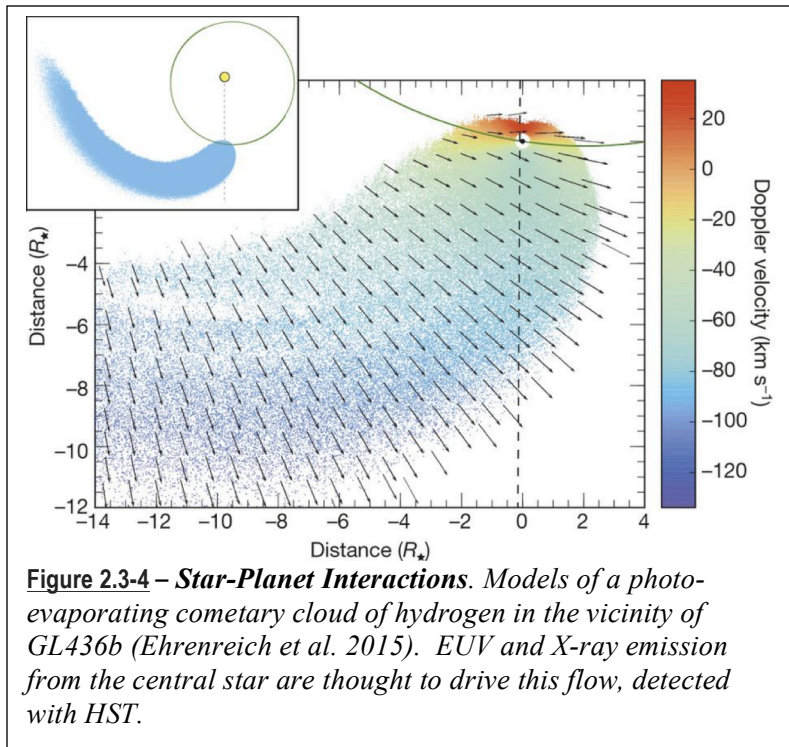 20
0
−20
−40
−60
−80
−100
−120
Doppler velocity (km s⁻¹)
−4
−6
−8
−10
−12
Distance (R★)
−14 −12 −10 −8 −6 −4 −2 0 2 4
Distance (R★)
Figure 2.3-4 – Star-Planet Interactions. Models of a photo-
evaporating cometary cloud of hydrogen in the vicinity of
GL436b (Ehrenreich et al. 2015).  EUV and X-ray emission
from the central star are thought to drive this flow, detected
with HST.